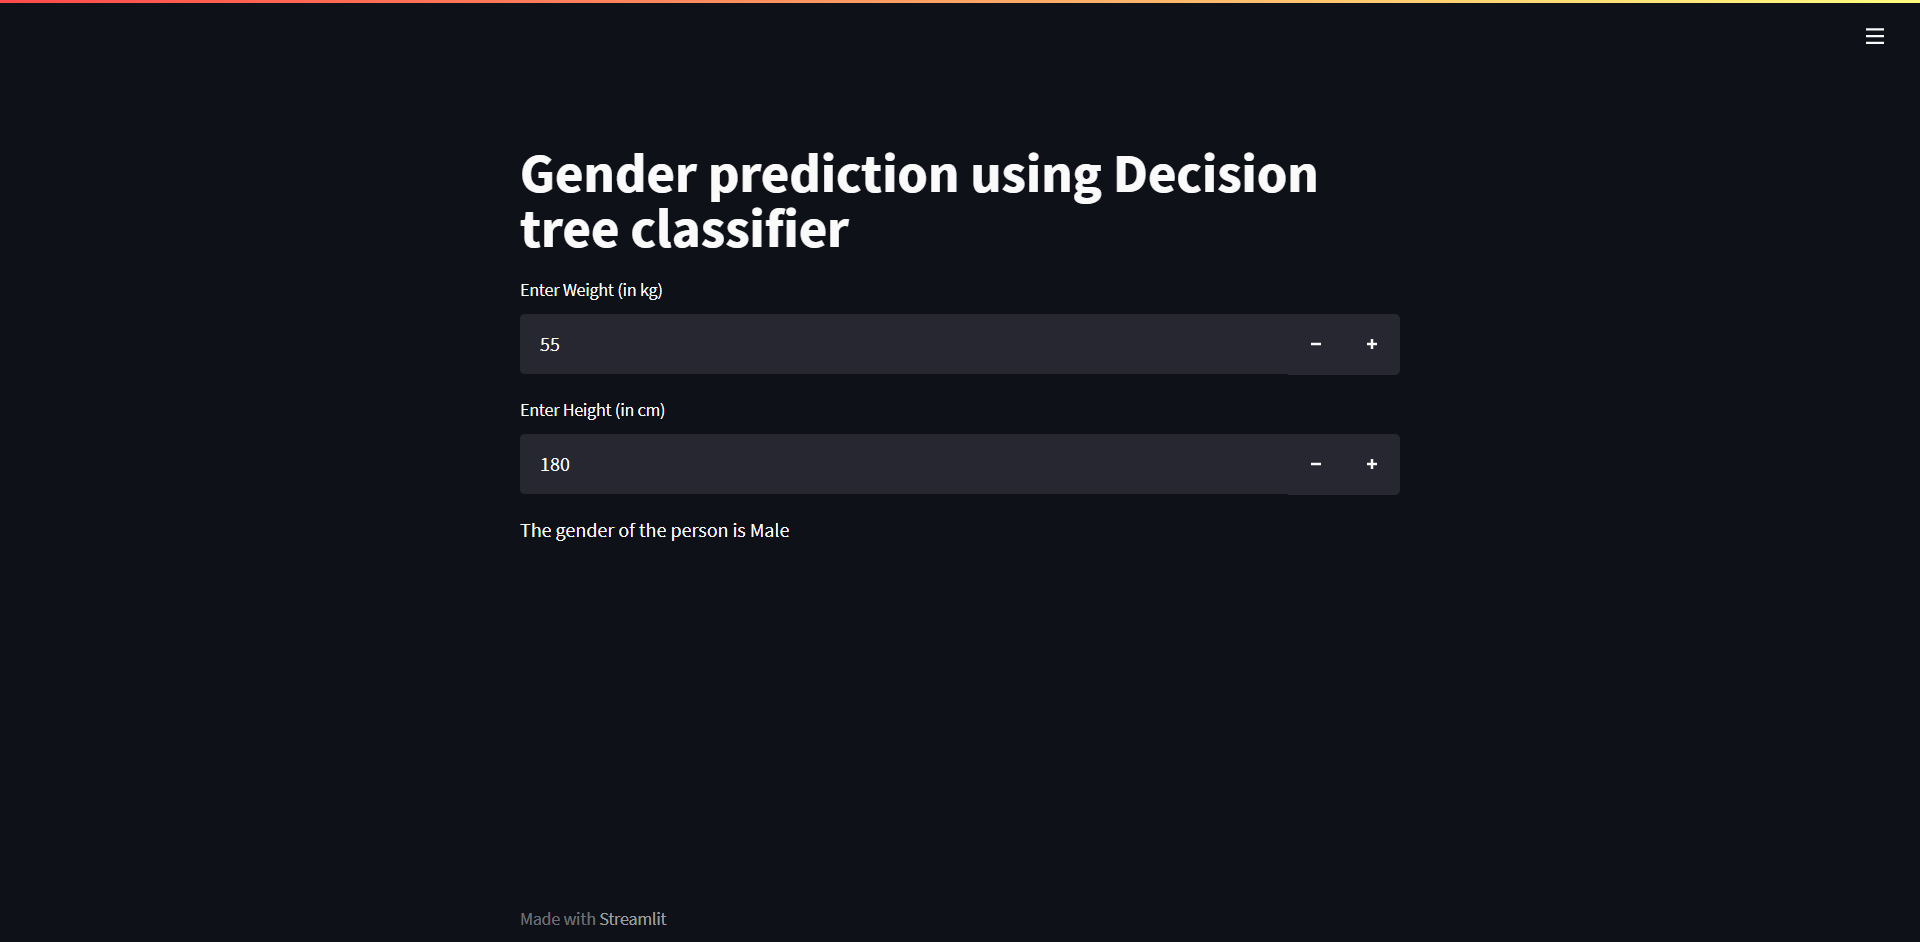 Gender prediction using Decision
tree classifier
Enter Weight (in kg)
55
Enter Height (in cm)
180
The gender of the person is Male
Made with Streamlit